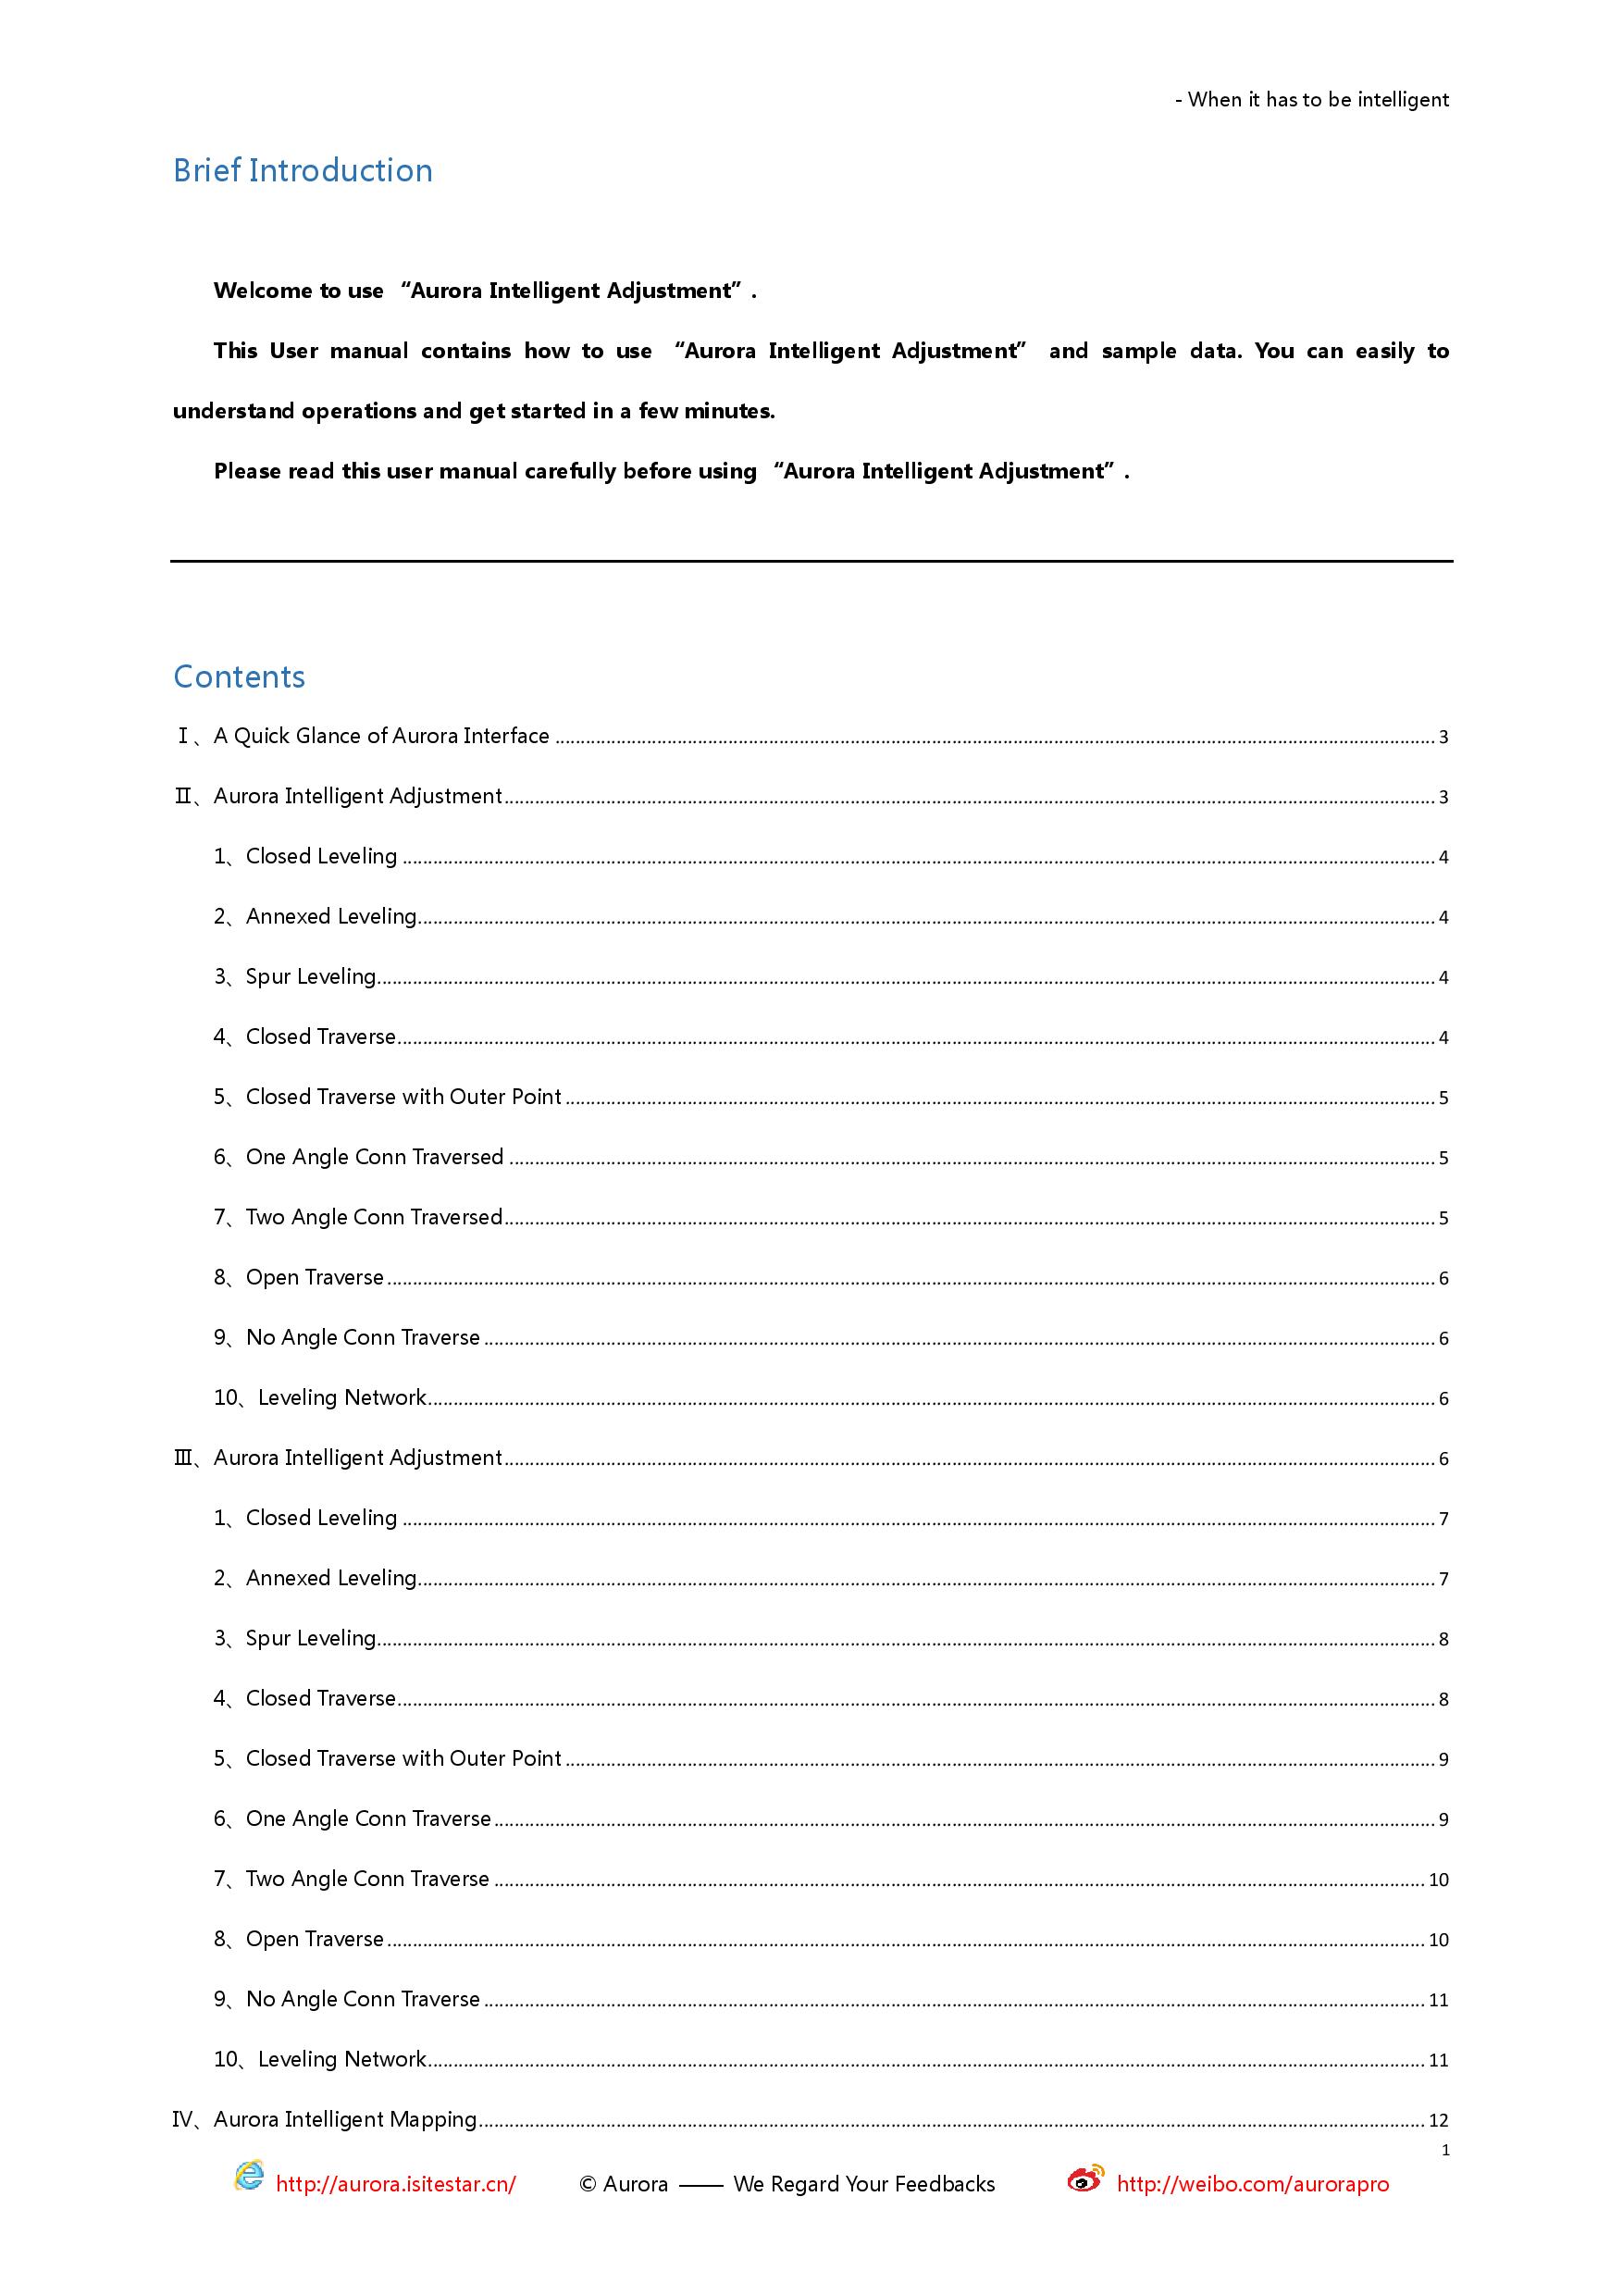 - When it has to be intelligent
Brief Introduction
Welcome to use “Aurora Intelligent Adjustment”.
This User manual contains how to use “Aurora Intelligent Adjustment” and sample data. You can easily to
understand operations and get started in a few minutes.
Please read this user manual carefully before using “Aurora Intelligent Adjustment”.
Contents
Ⅰ、A Quick Glance of Aurora Interface ........ 3
Ⅱ、Aurora Intelligent Adjustment ........ 3
1、Closed Leveling ........ 4
2、Annexed Leveling ........ 4
3、Spur Leveling ........ 4
4、Closed Traverse ........ 4
5、Closed Traverse with Outer Point ........ 5
6、One Angle Conn Traversed ........ 5
7、Two Angle Conn Traversed ........ 5
8、Open Traverse ........ 6
9、No Angle Conn Traverse ........ 6
10、Leveling Network ........ 6
Ⅲ、Aurora Intelligent Adjustment ........ 6
1、Closed Leveling ........ 7
2、Annexed Leveling ........ 7
3、Spur Leveling ........ 8
4、Closed Traverse ........ 8
5、Closed Traverse with Outer Point ........ 9
6、One Angle Conn Traverse ........ 9
7、Two Angle Conn Traverse ........ 10
8、Open Traverse ........ 10
9、No Angle Conn Traverse ........ 11
10、Leveling Network ........ 11
Ⅳ、Aurora Intelligent Mapping ........ 12
1
http://aurora.isitestar.cn/ © Aurora —— We Regard Your Feedbacks http://weibo.com/aurorapro